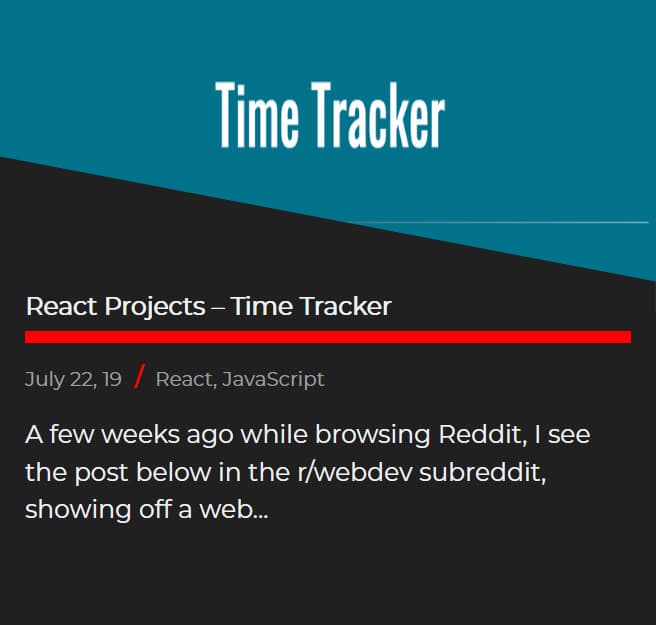 Time Tracker
React Projects – Time Tracker
July 22, 19 / React, JavaScript
A few weeks ago while browsing Reddit, I see
the post below in the r/webdev subreddit,
showing off a web...